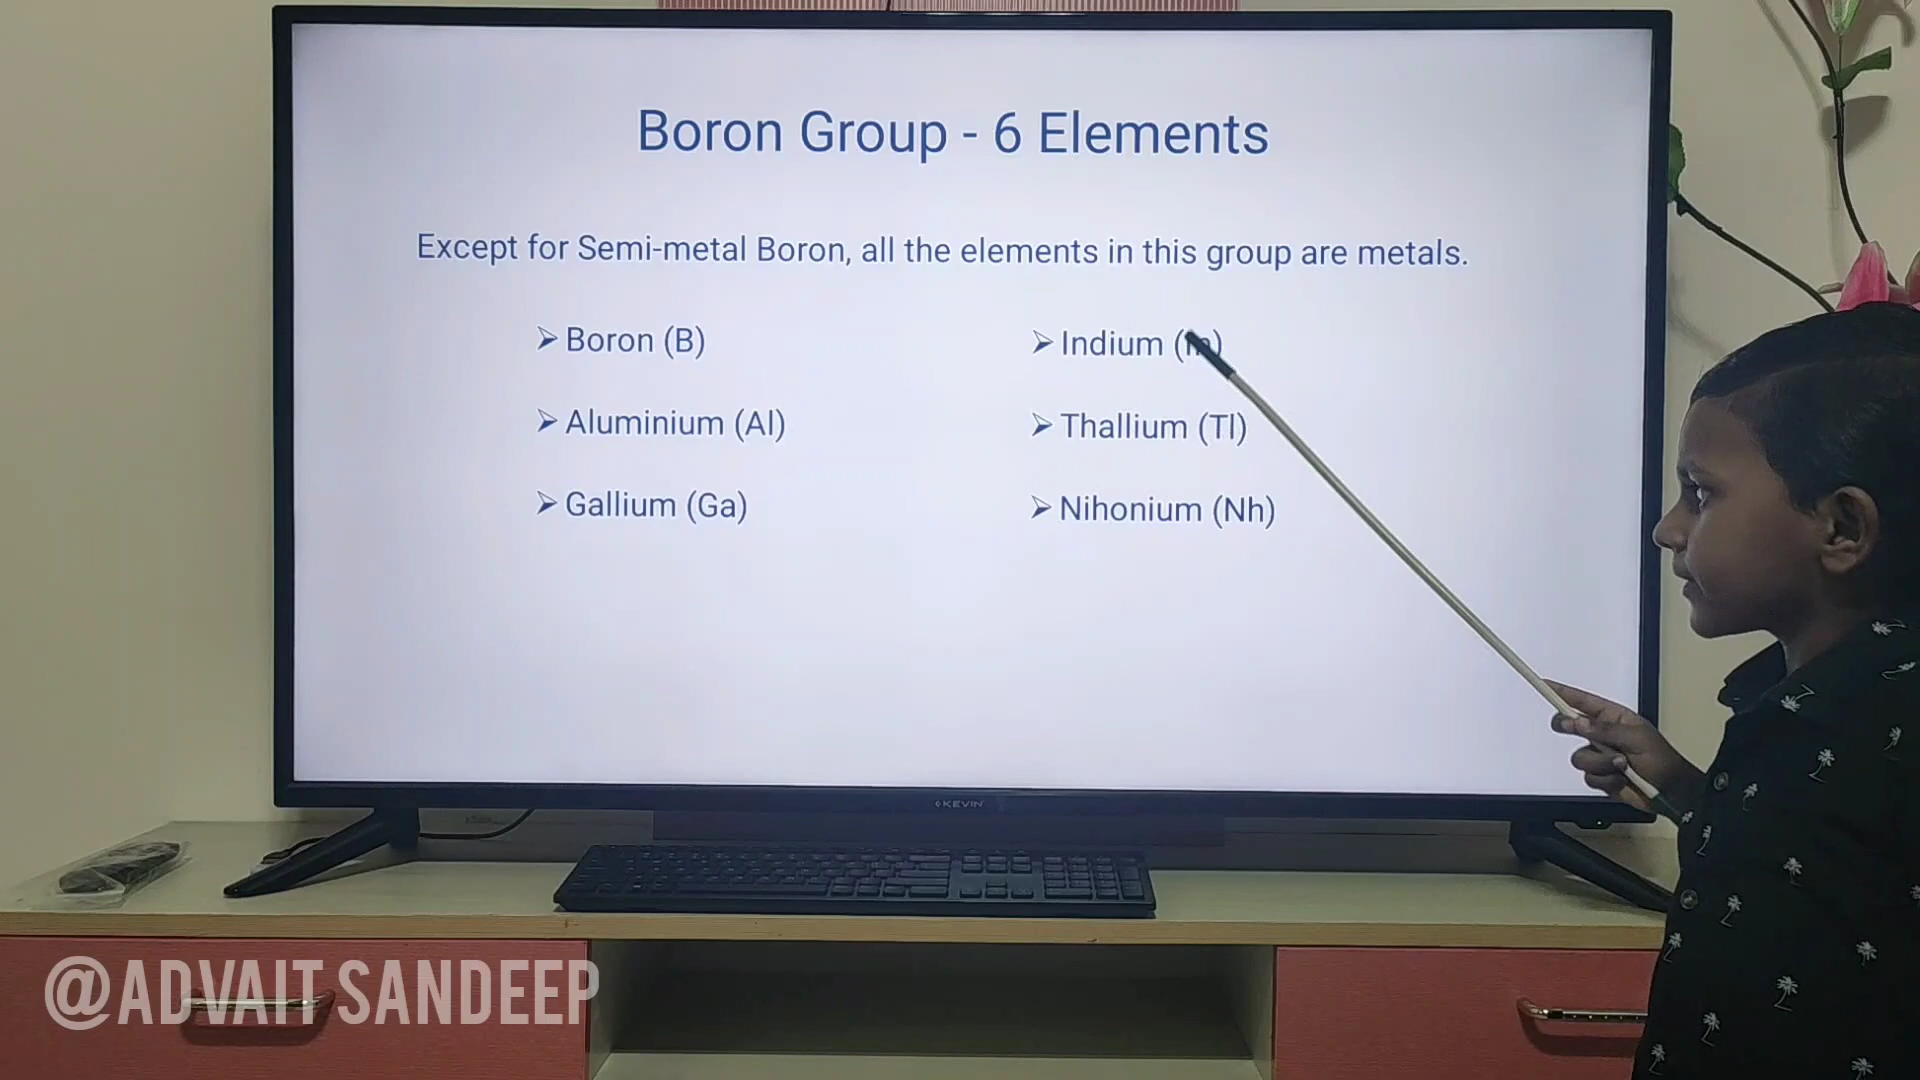 Boron Group - 6 Elements
Except for Semi-metal Boron, all the elements in this group are metals.
➢ Boron (B)
➢ Aluminium (Al)
➢ Gallium (Ga)
➢ Indium (In)
➢ Thallium (Tl)
➢ Nihonium (Nh)
KEVIN
@ADVAIT SANDEEP